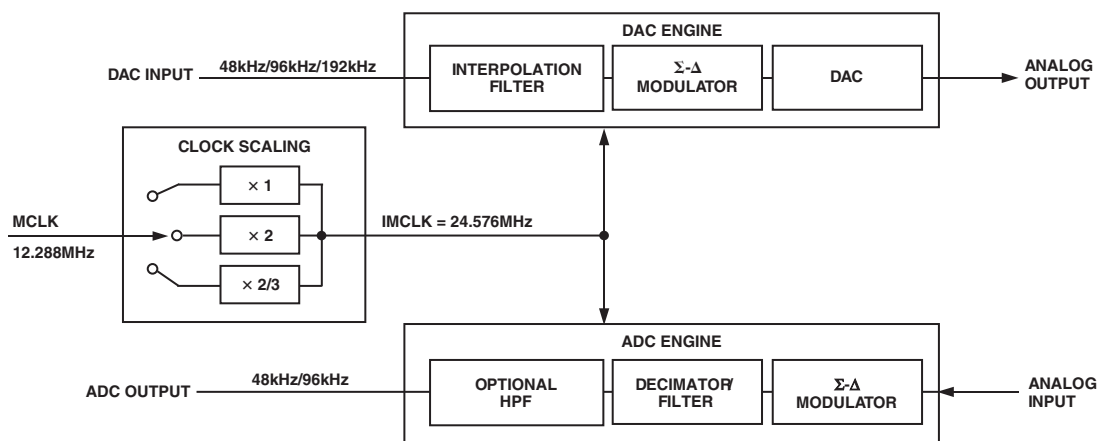 DAC ENGINE
DAC INPUT
48kHz/96kHz/192kHz
INTERPOLATION
FILTER
Σ-Δ
MODULATOR
DAC
ANALOG
OUTPUT
CLOCK SCALING
× 1
MCLK
12.288MHz
× 2
IMCLK = 24.576MHz
× 2/3
ADC ENGINE
ADC OUTPUT
48kHz/96kHz
OPTIONAL
HPF
DECIMATOR/
FILTER
Σ-Δ
MODULATOR
ANALOG
INPUT